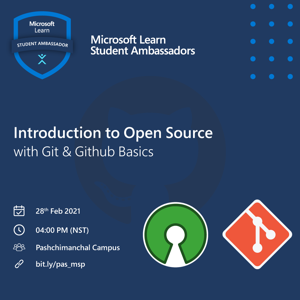 Microsoft
Learn
STUDENT AMBASSADOR
Microsoft Learn
Student Ambassadors
Introduction to Open Source
with Git & Github Basics
28th Feb 2021
04:00 PM (NST)
Pashchimanchal Campus
bit.ly/pas_msp